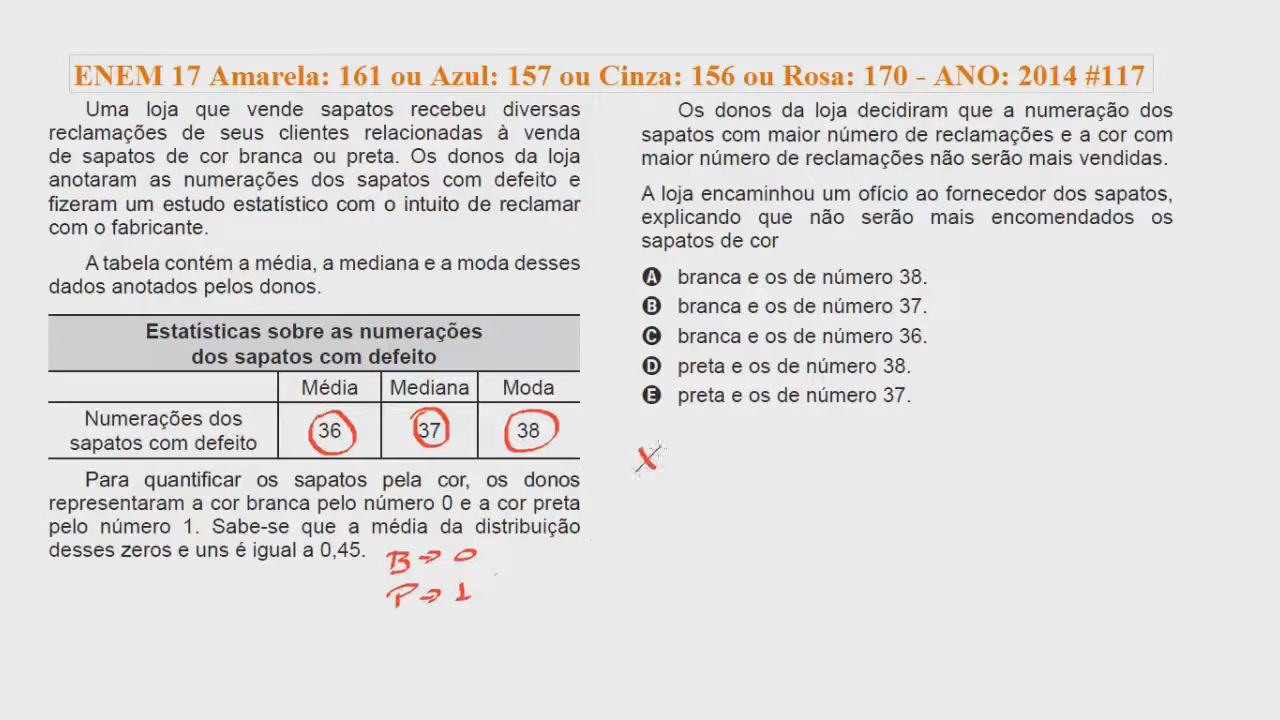 ENEM 17 Amarela: 161 ou Azul: 157 ou Cinza: 156 ou Rosa: 170 - ANO: 2014 #117
Uma loja que vende sapatos recebeu diversas
reclamações de seus clientes relacionadas à venda
de sapatos de cor branca ou preta. Os donos da loja
anotaram as numerações dos sapatos com defeito e
fizeram um estudo estatístico com o intuito de reclamar
com o fabricante.
A tabela contém a média, a mediana e a moda desses
dados anotados pelos donos.
Estatísticas sobre as numerações
dos sapatos com defeito
Média Mediana Moda
Numerações dos
sapatos com defeito
36 37 38
Para quantificar os sapatos pela cor, os donos
representaram a cor branca pelo número 0 e a cor preta
pelo número 1. Sabe-se que a média da distribuição
desses zeros e uns é igual a 0,45.
B → 0
P → 1
Os donos da loja decidiram que a numeração dos
sapatos com maior número de reclamações e a cor com
maior número de reclamações não serão mais vendidas.
A loja encaminhou um ofício ao fornecedor dos sapatos,
explicando que não serão mais encomendados os
sapatos de cor
A branca e os de número 38.
B branca e os de número 37.
C branca e os de número 36.
D preta e os de número 38.
E preta e os de número 37.
x